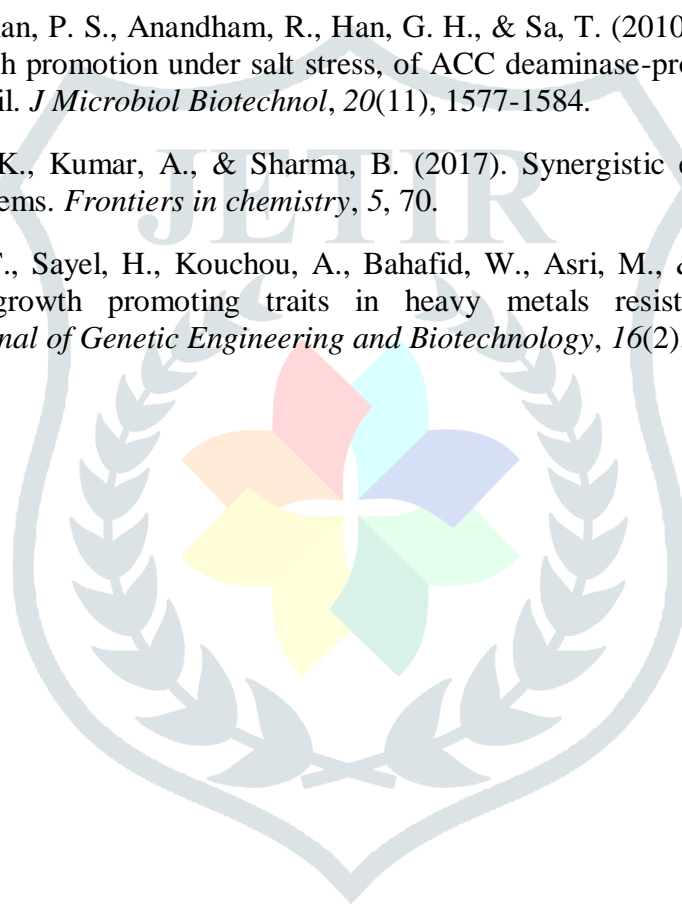 an, P. S., Anandham, R., Han, G. H., & Sa, T. (2010
h promotion under salt stress, of ACC deaminase-pro
il. J Microbiol Biotechnol, 20(11), 1577-1584.
K., Kumar, A., & Sharma, B. (2017). Synergistic
ems. Frontiers in chemistry, 5, 70.
JETIR
., Sayel, H., Kouchou, A., Bahafid, W., Asri, M., &
growth promoting traits in heavy metals resist
nal of Genetic Engineering and Biotechnology, 16(2)